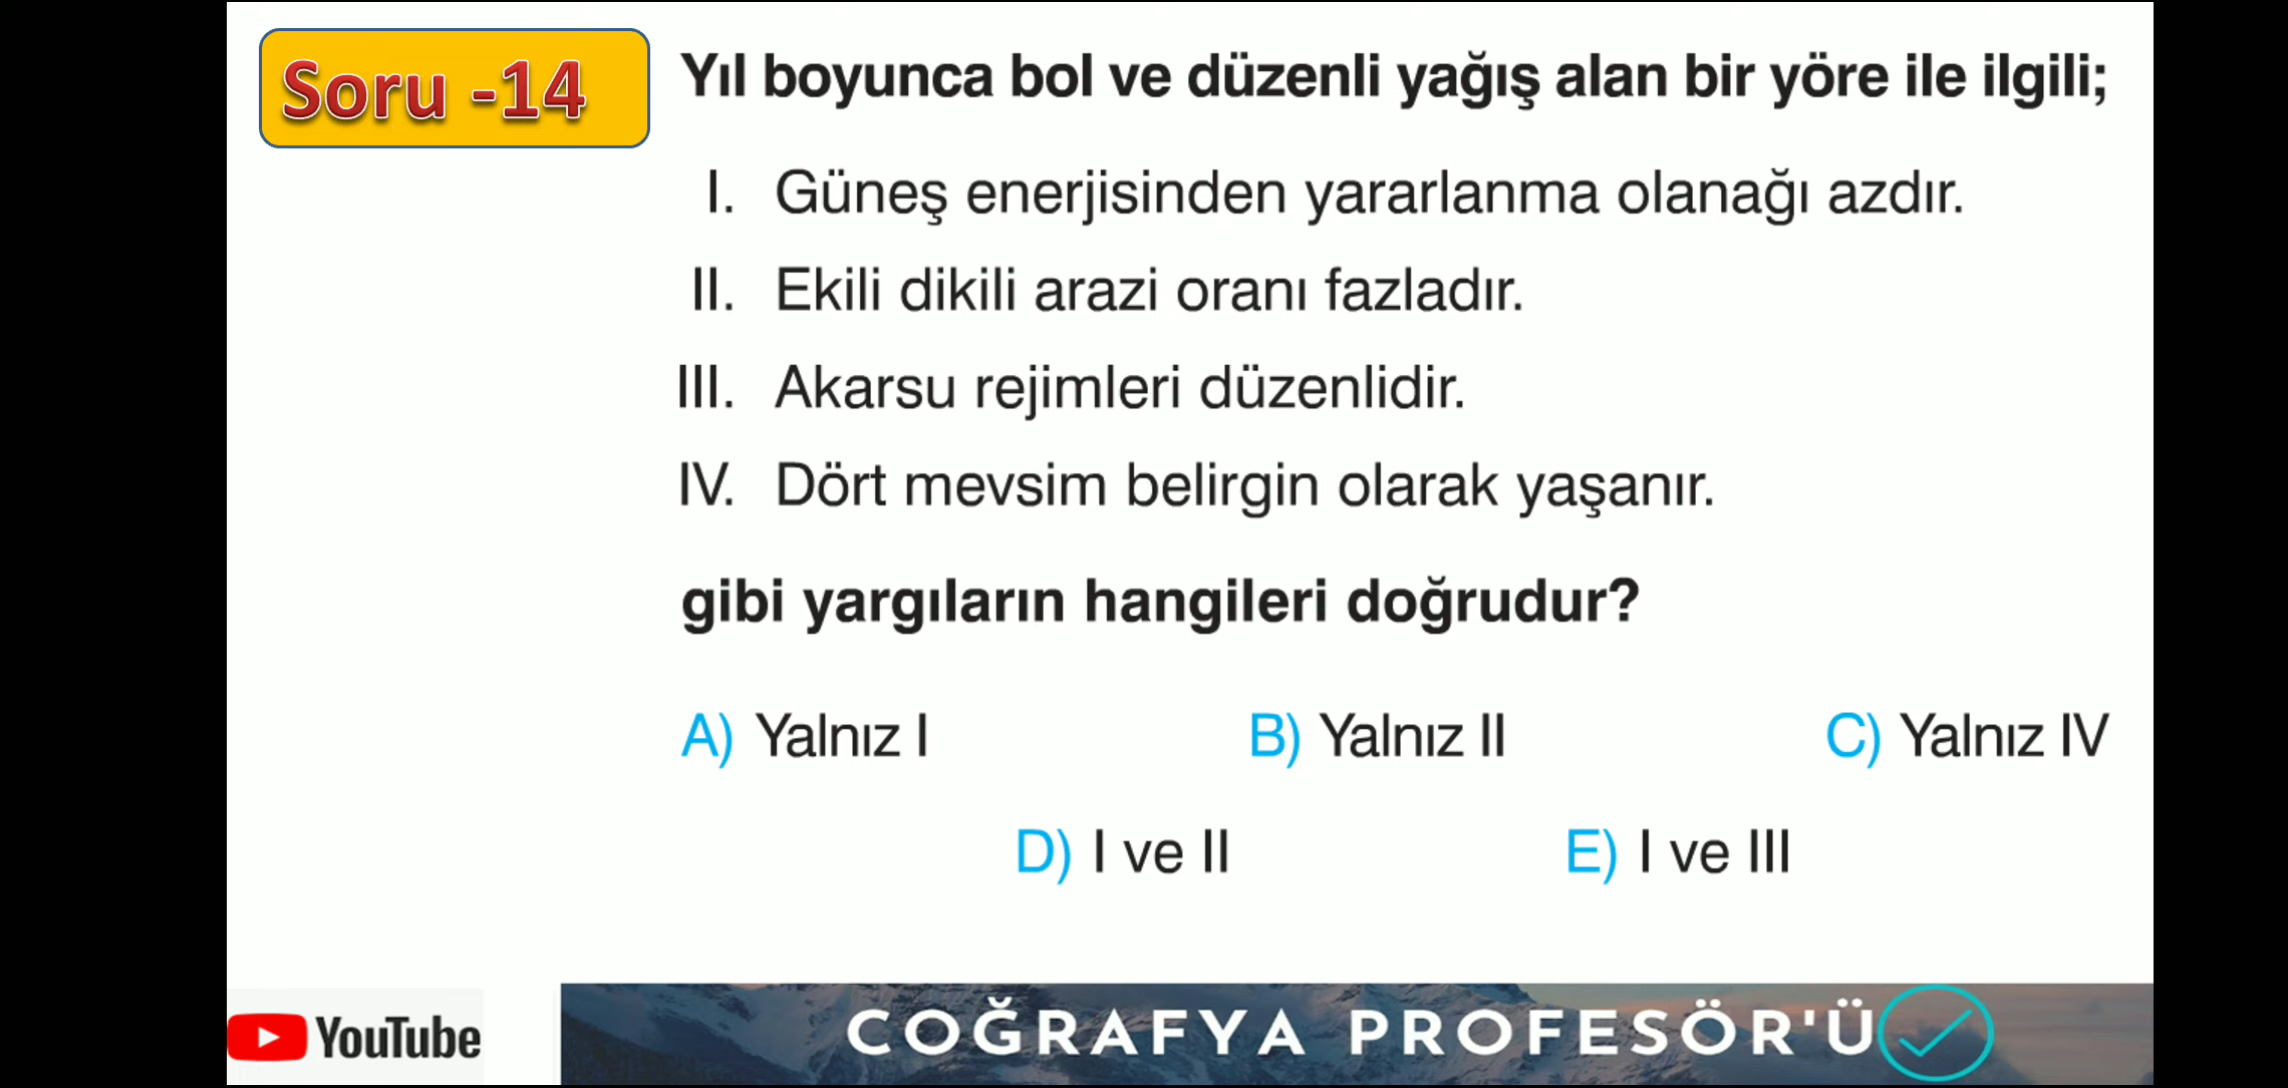 Soru -14
Yıl boyunca bol ve düzenli yağış alan bir yöre ile ilgili;
I. Güneş enerjisinden yararlanma olanağı azdır.
II. Ekili dikili arazi oranı fazladır.
III. Akarsu rejimleri düzenlidir.
IV. Dört mevsim belirgin olarak yaşanır.
gibi yargıların hangileri doğrudur?
A) Yalnız I B) Yalnız II C) Yalnız IV
D) I ve II E) I ve III
YouTube COĞRAFYA PROFESÖR'Ü